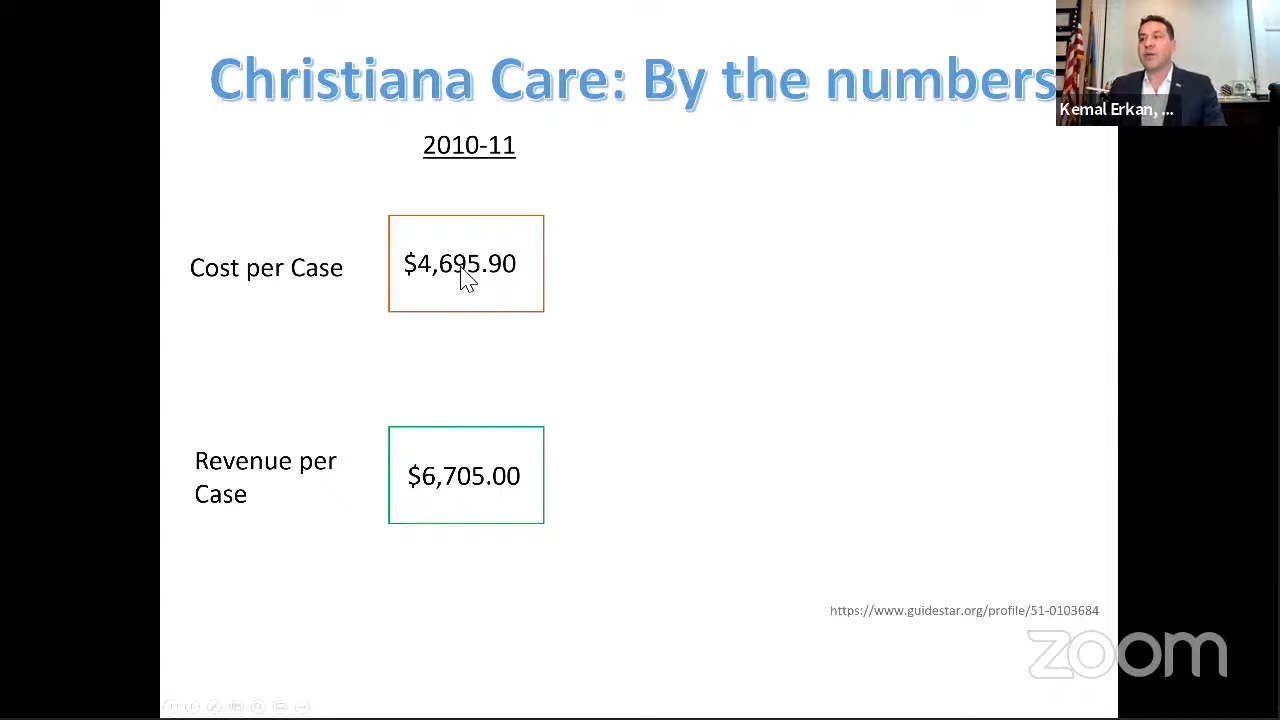 Christiana Care: By the numbers
Kemal Erkan, ...
2010-11
Cost per Case
$4,695.90
Revenue per
Case
$6,705.00
https://www.guidestar.org/profile/51-0103684
zoom